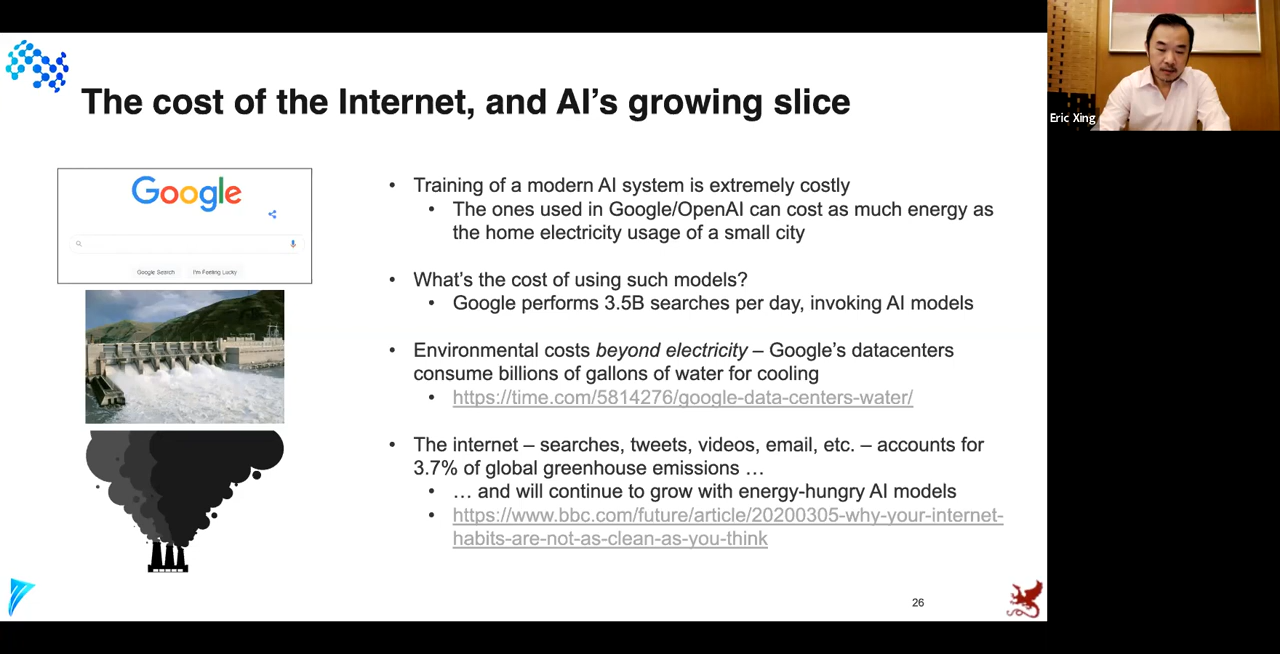 The cost of the Internet, and AI's growing slice
Eric Xing
Google
Google Search I'm Feeling Lucky
• Training of a modern AI system is extremely costly
• The ones used in Google/OpenAI can cost as much energy as
the home electricity usage of a small city
• What's the cost of using such models?
• Google performs 3.5B searches per day, invoking AI models
• Environmental costs beyond electricity – Google's datacenters
consume billions of gallons of water for cooling
• https://time.com/5814276/google-data-centers-water/
• The internet – searches, tweets, videos, email, etc. – accounts for
3.7% of global greenhouse emissions …
• … and will continue to grow with energy-hungry AI models
• https://www.bbc.com/future/article/20200305-why-your-internet-
habits-are-not-as-clean-as-you-think
26